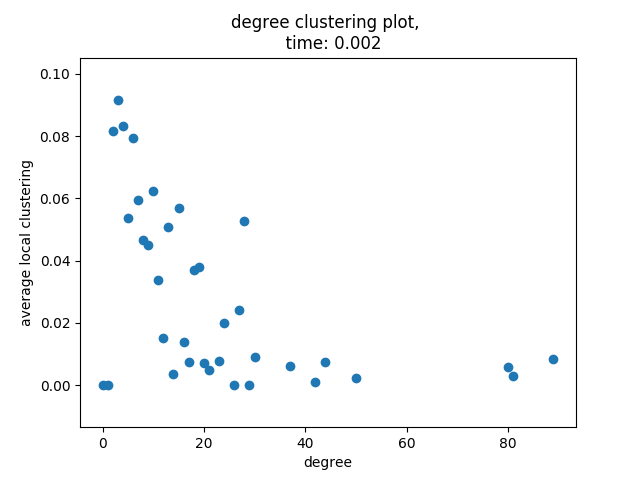 degree clustering plot,
time: 0.002
average local clustering
0.10
0.08
0.06
0.04
0.02
0.00
0 20 40 60 80
degree